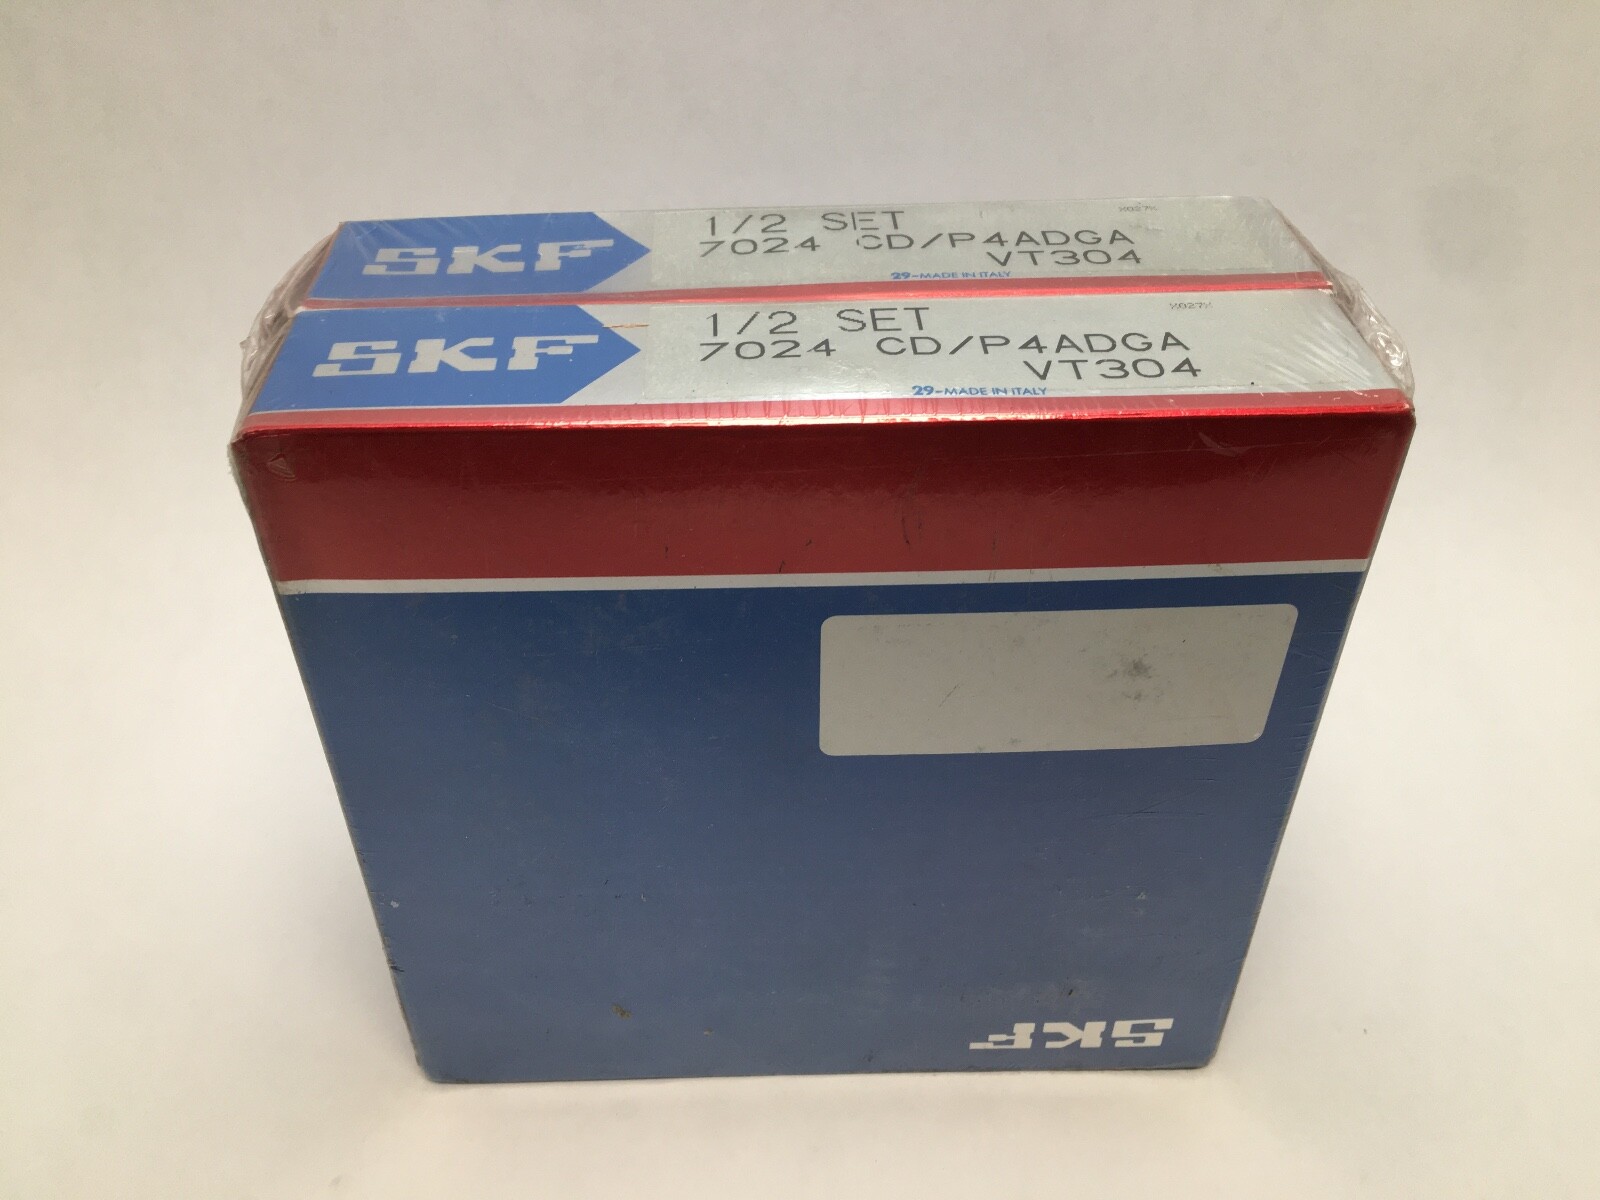 SKF
1/2 SET
7024 CD/P4ADGA
VT304
29-MADE IN ITALY
SKF
1/2 SET
7024 CD/P4ADGA
VT304
29-MADE IN ITALY
SKF